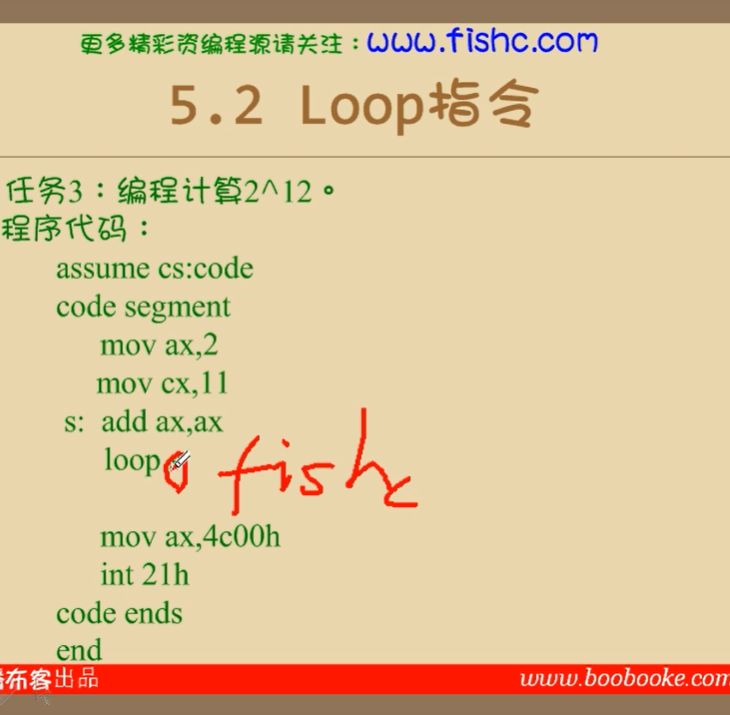 更多精彩资编程源请关注：www.fishc.com
5.2 Loop指令
任务3：编程计算2^12。
程序代码：
assume cs:code
code segment
mov ax,2
mov cx,11
s: add ax,ax
loop
fishc
mov ax,4c00h
int 21h
code ends
end
布客出品 www.boobooke.com